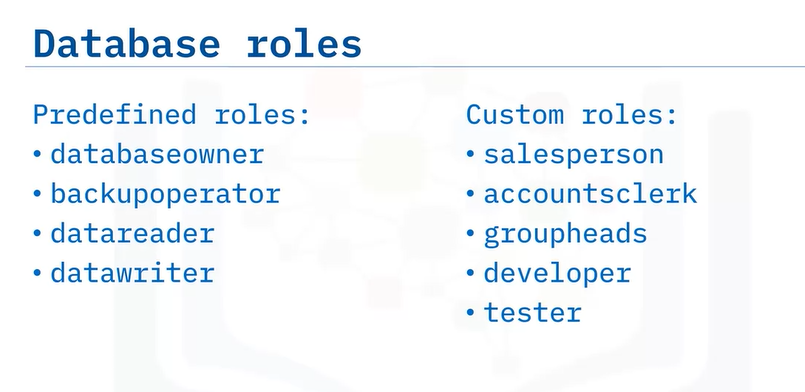 Database roles
Predefined roles:
• databaseowner
• backupoperator
• datareader
• datawriter
Custom roles:
• salesperson
• accountsclerk
• groupheads
• developer
• tester